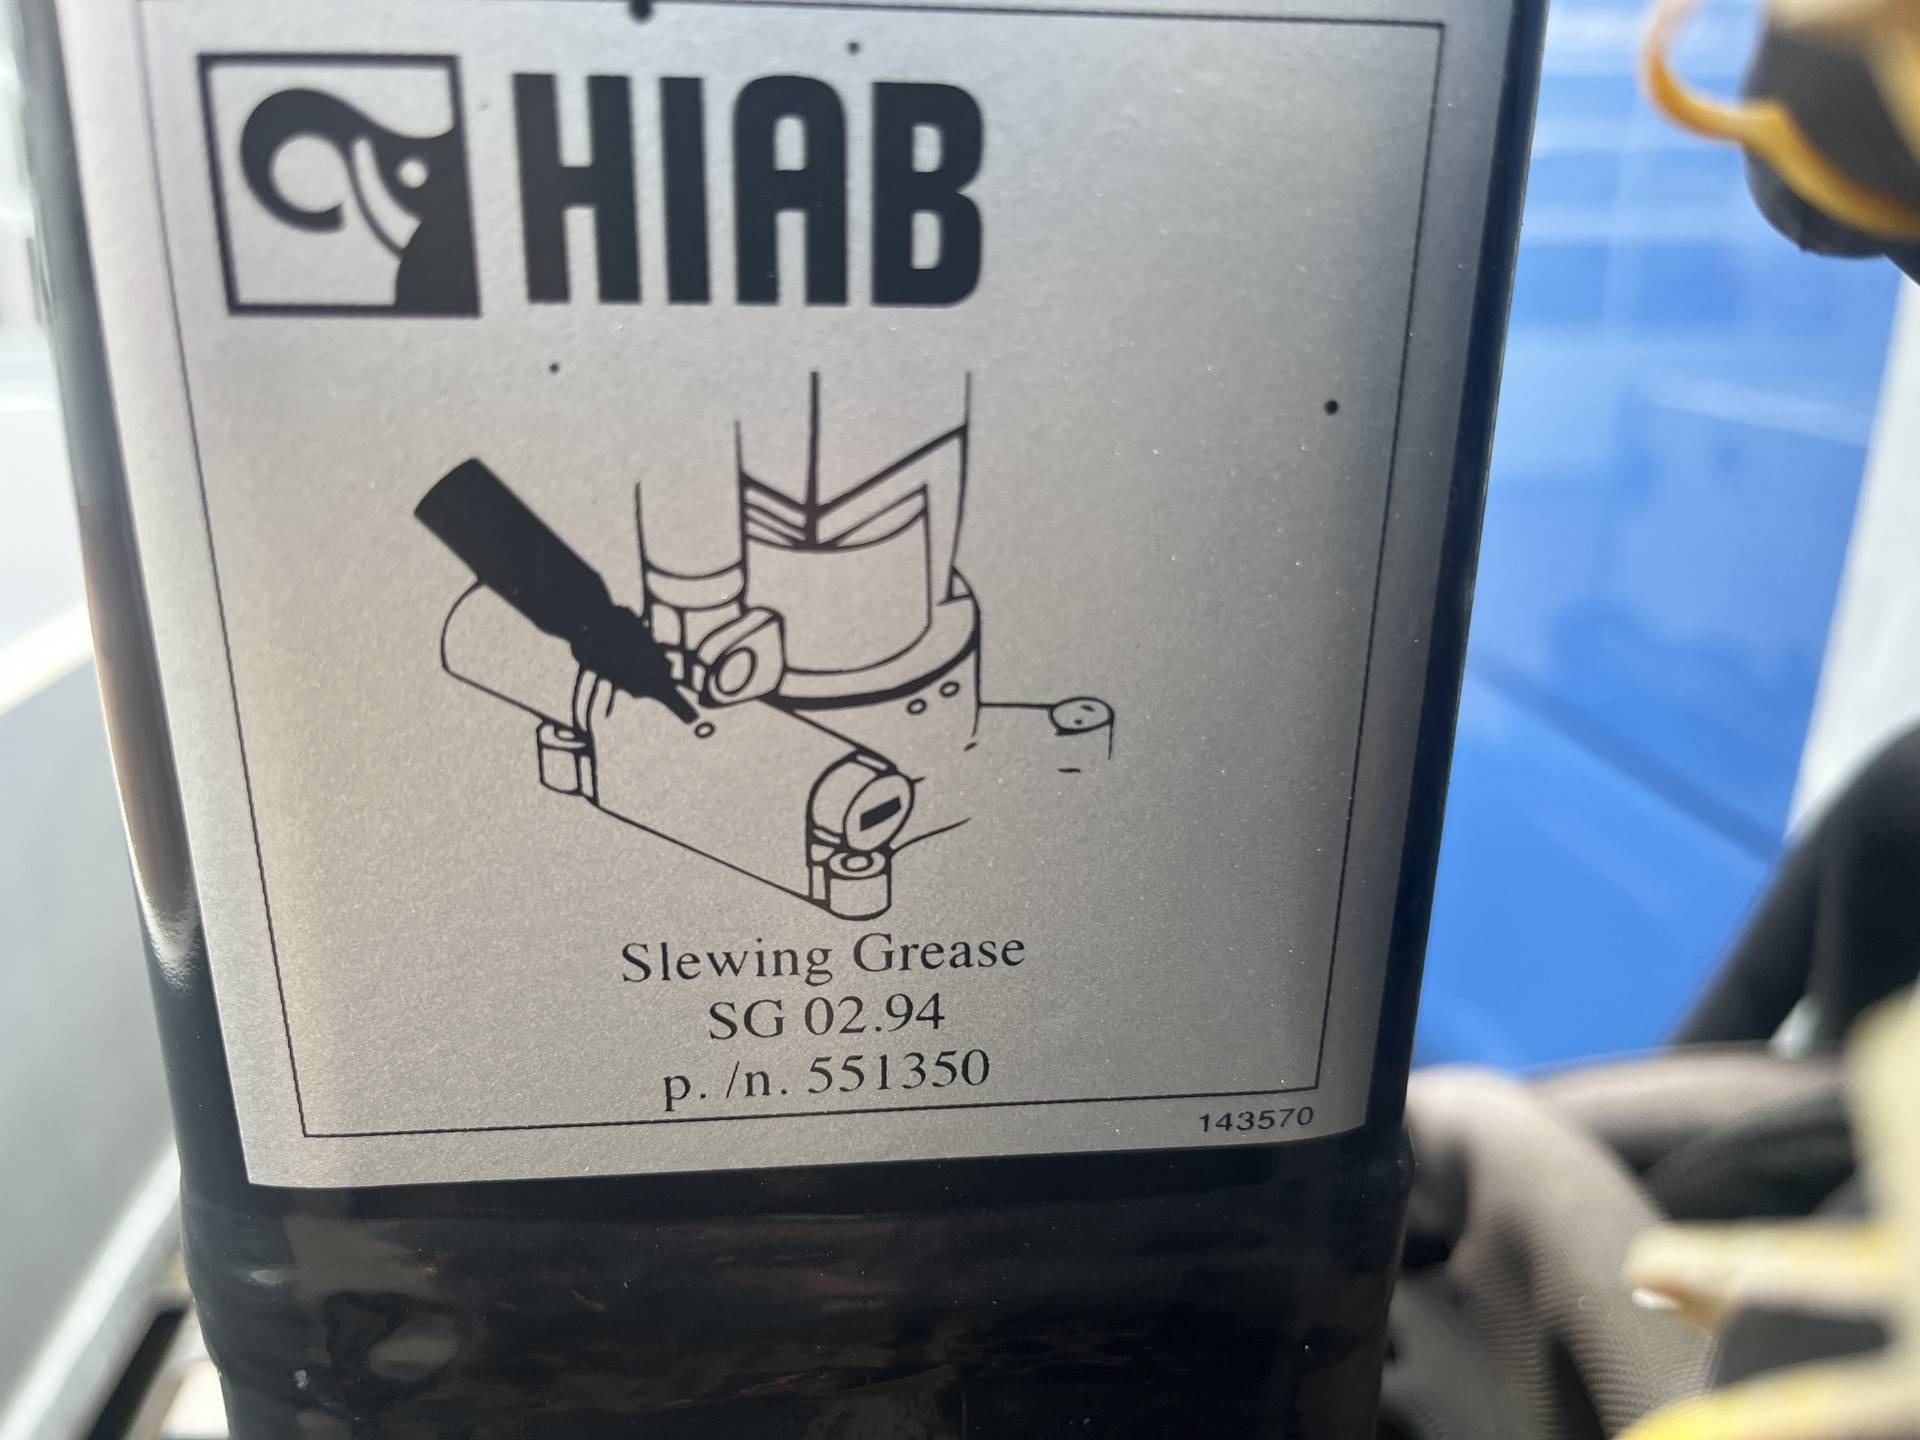 HIAB
Slewing Grease
SG 02.94
p. /n. 551350
143570